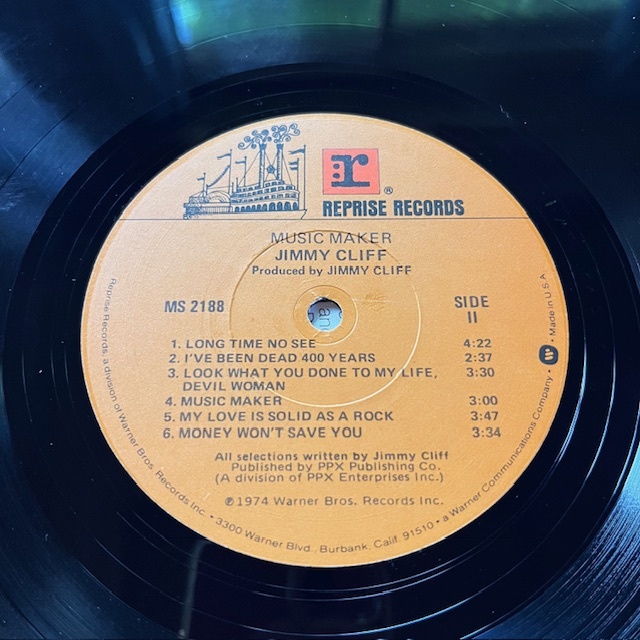 r ®
REPRISE RECORDS
MUSIC MAKER
JIMMY CLIFF
Produced by JIMMY CLIFF
MS 2188
SIDE
II
1. LONG TIME NO SEE 4:22
2. I'VE BEEN DEAD 400 YEARS 2:37
3. LOOK WHAT YOU DONE TO MY LIFE, 3:30
DEVIL WOMAN
4. MUSIC MAKER 3:00
5. MY LOVE IS SOLID AS A ROCK 3:47
6. MONEY WON'T SAVE YOU 3:34
All selections written by Jimmy Cliff
Published by PPX Publishing Co.
(A division of PPX Enterprises Inc.)
℗1974 Warner Bros. Records Inc.
Reprise Records, a division of Warner Bros. Records Inc. • 3300 Warner Blvd., Burbank, Calif. 91510 • a Warner Communications Company • W • Made in U.S.A.
an